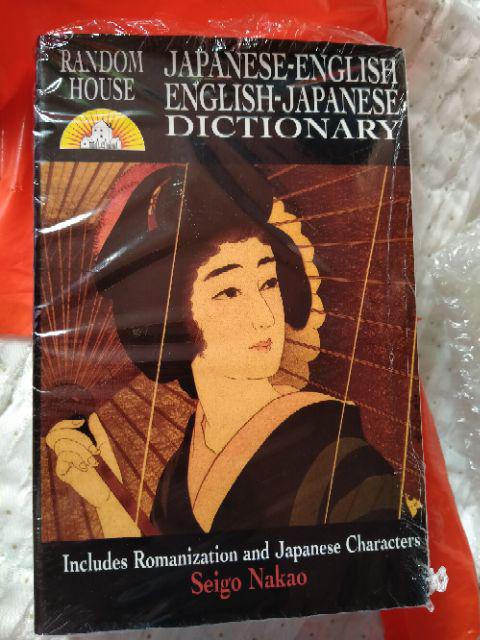 RANDOM HOUSE
JAPANESE-ENGLISH
ENGLISH-JAPANESE
DICTIONARY
Includes Romanization and Japanese Characters
Seigo Nakao